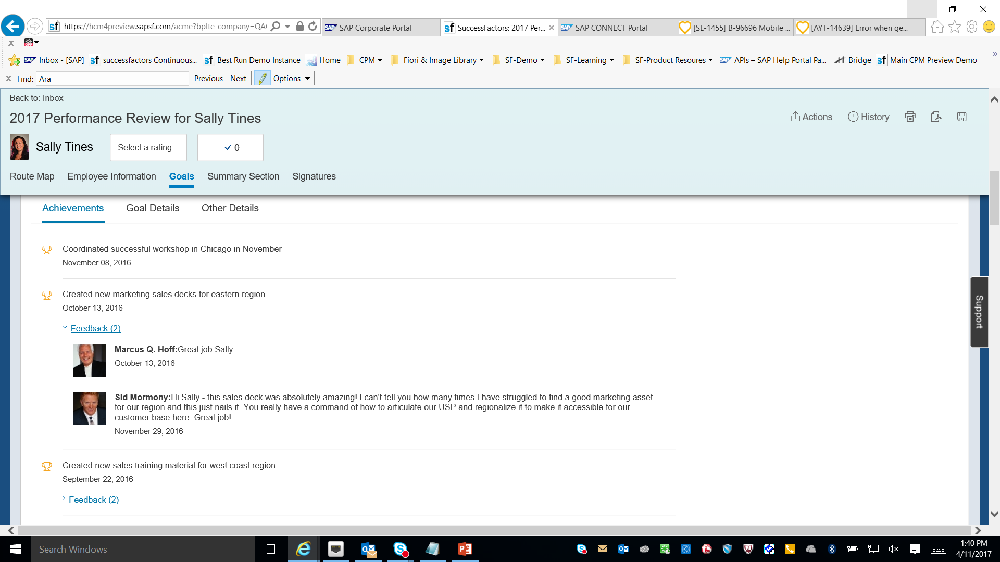 https://hcm4preview.sapsf.com/acme?bplte_company=QA
SAP Corporate Portal
SuccessFactors: 2017 Per...
SAP CONNECT Portal
[SL-1455] B-96696 Mobile ...
[AYT-14639] Error when ge...
x
OFF
Inbox - [SAP]
successfactors Continuous...
Best Run Demo Instance
Home
CPM
Fiori & Image Library
SF-Demo
SF-Learning
SF-Product Resoures
APIs – SAP Help Portal Pa...
Bridge
Main CPM Preview Demo
x Find: Ara
Previous
Next
Options
Back to: Inbox
2017 Performance Review for Sally Tines
Actions
History
Sally Tines
Select a rating...
0
Route Map
Employee Information
Goals
Summary Section
Signatures
Achievements
Goal Details
Other Details
Coordinated successful workshop in Chicago in November
November 08, 2016
Created new marketing sales decks for eastern region.
October 13, 2016
Feedback (2)
Marcus Q. Hoff:Great job Sally
October 13, 2016
Sid Mormony:Hi Sally - this sales deck was absolutely amazing! I can't tell you how many times I have struggled to find a good marketing asset
for our region and this just nails it. You really have a command of how to articulate our USP and regionalize it to make it accessible for our
customer base here. Great job!
November 29, 2016
Created new sales training material for west coast region.
September 22, 2016
Feedback (2)
Support
Search Windows
1:40 PM
4/11/2017